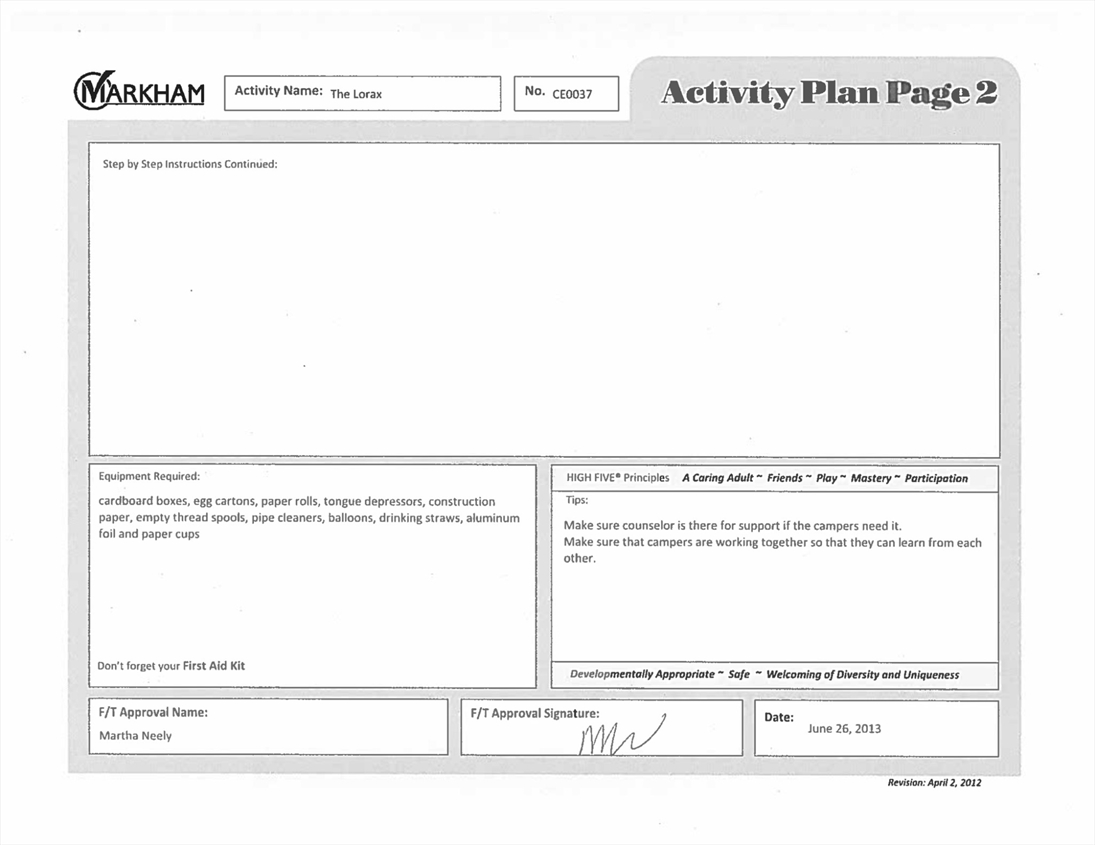 MARKHAM
Activity Name: The Lorax
No. CE0037
Activity Plan Page 2
Step by Step Instructions Continued:
Equipment Required:
cardboard boxes, egg cartons, paper rolls, tongue depressors, construction
paper, empty thread spools, pipe cleaners, balloons, drinking straws, aluminum
foil and paper cups
Don't forget your First Aid Kit
HIGH FIVE® Principles A Caring Adult ~ Friends ~ Play ~ Mastery ~ Participation
Tips:
Make sure counselor is there for support if the campers need it.
Make sure that campers are working together so that they can learn from each
other.
Developmentally Appropriate ~ Safe ~ Welcoming of Diversity and Uniqueness
F/T Approval Name:
Martha Neely
F/T Approval Signature:
Date:
June 26, 2013
Revision: April 2, 2012